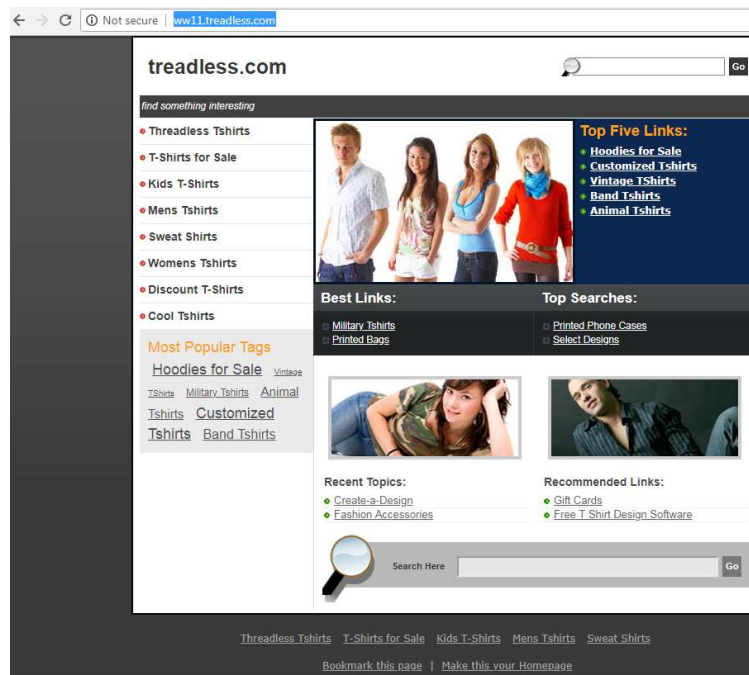 Not secure | ww11.treadless.com
treadless.com
Go
find something interesting
Threadless Tshirts
T-Shirts for Sale
Kids T-Shirts
Mens Tshirts
Sweat Shirts
Womens Tshirts
Discount T-Shirts
Cool Tshirts
Most Popular Tags
Hoodies for Sale Vintage
TShirts Military Tshirts Animal
Tshirts Customized
Tshirts Band Tshirts
Top Five Links:
Hoodies for Sale
Customized Tshirts
Vintage TShirts
Band Tshirts
Animal Tshirts
Best Links:
Military Tshirts
Printed Bags
Top Searches:
Printed Phone Cases
Select Designs
Recent Topics:
Create-a-Design
Fashion Accessories
Recommended Links:
Gift Cards
Free T Shirt Design Software
Search Here
Go
Threadless Tshirts T-Shirts for Sale Kids T-Shirts Mens Tshirts Sweat Shirts
Bookmark this page | Make this your Homepage